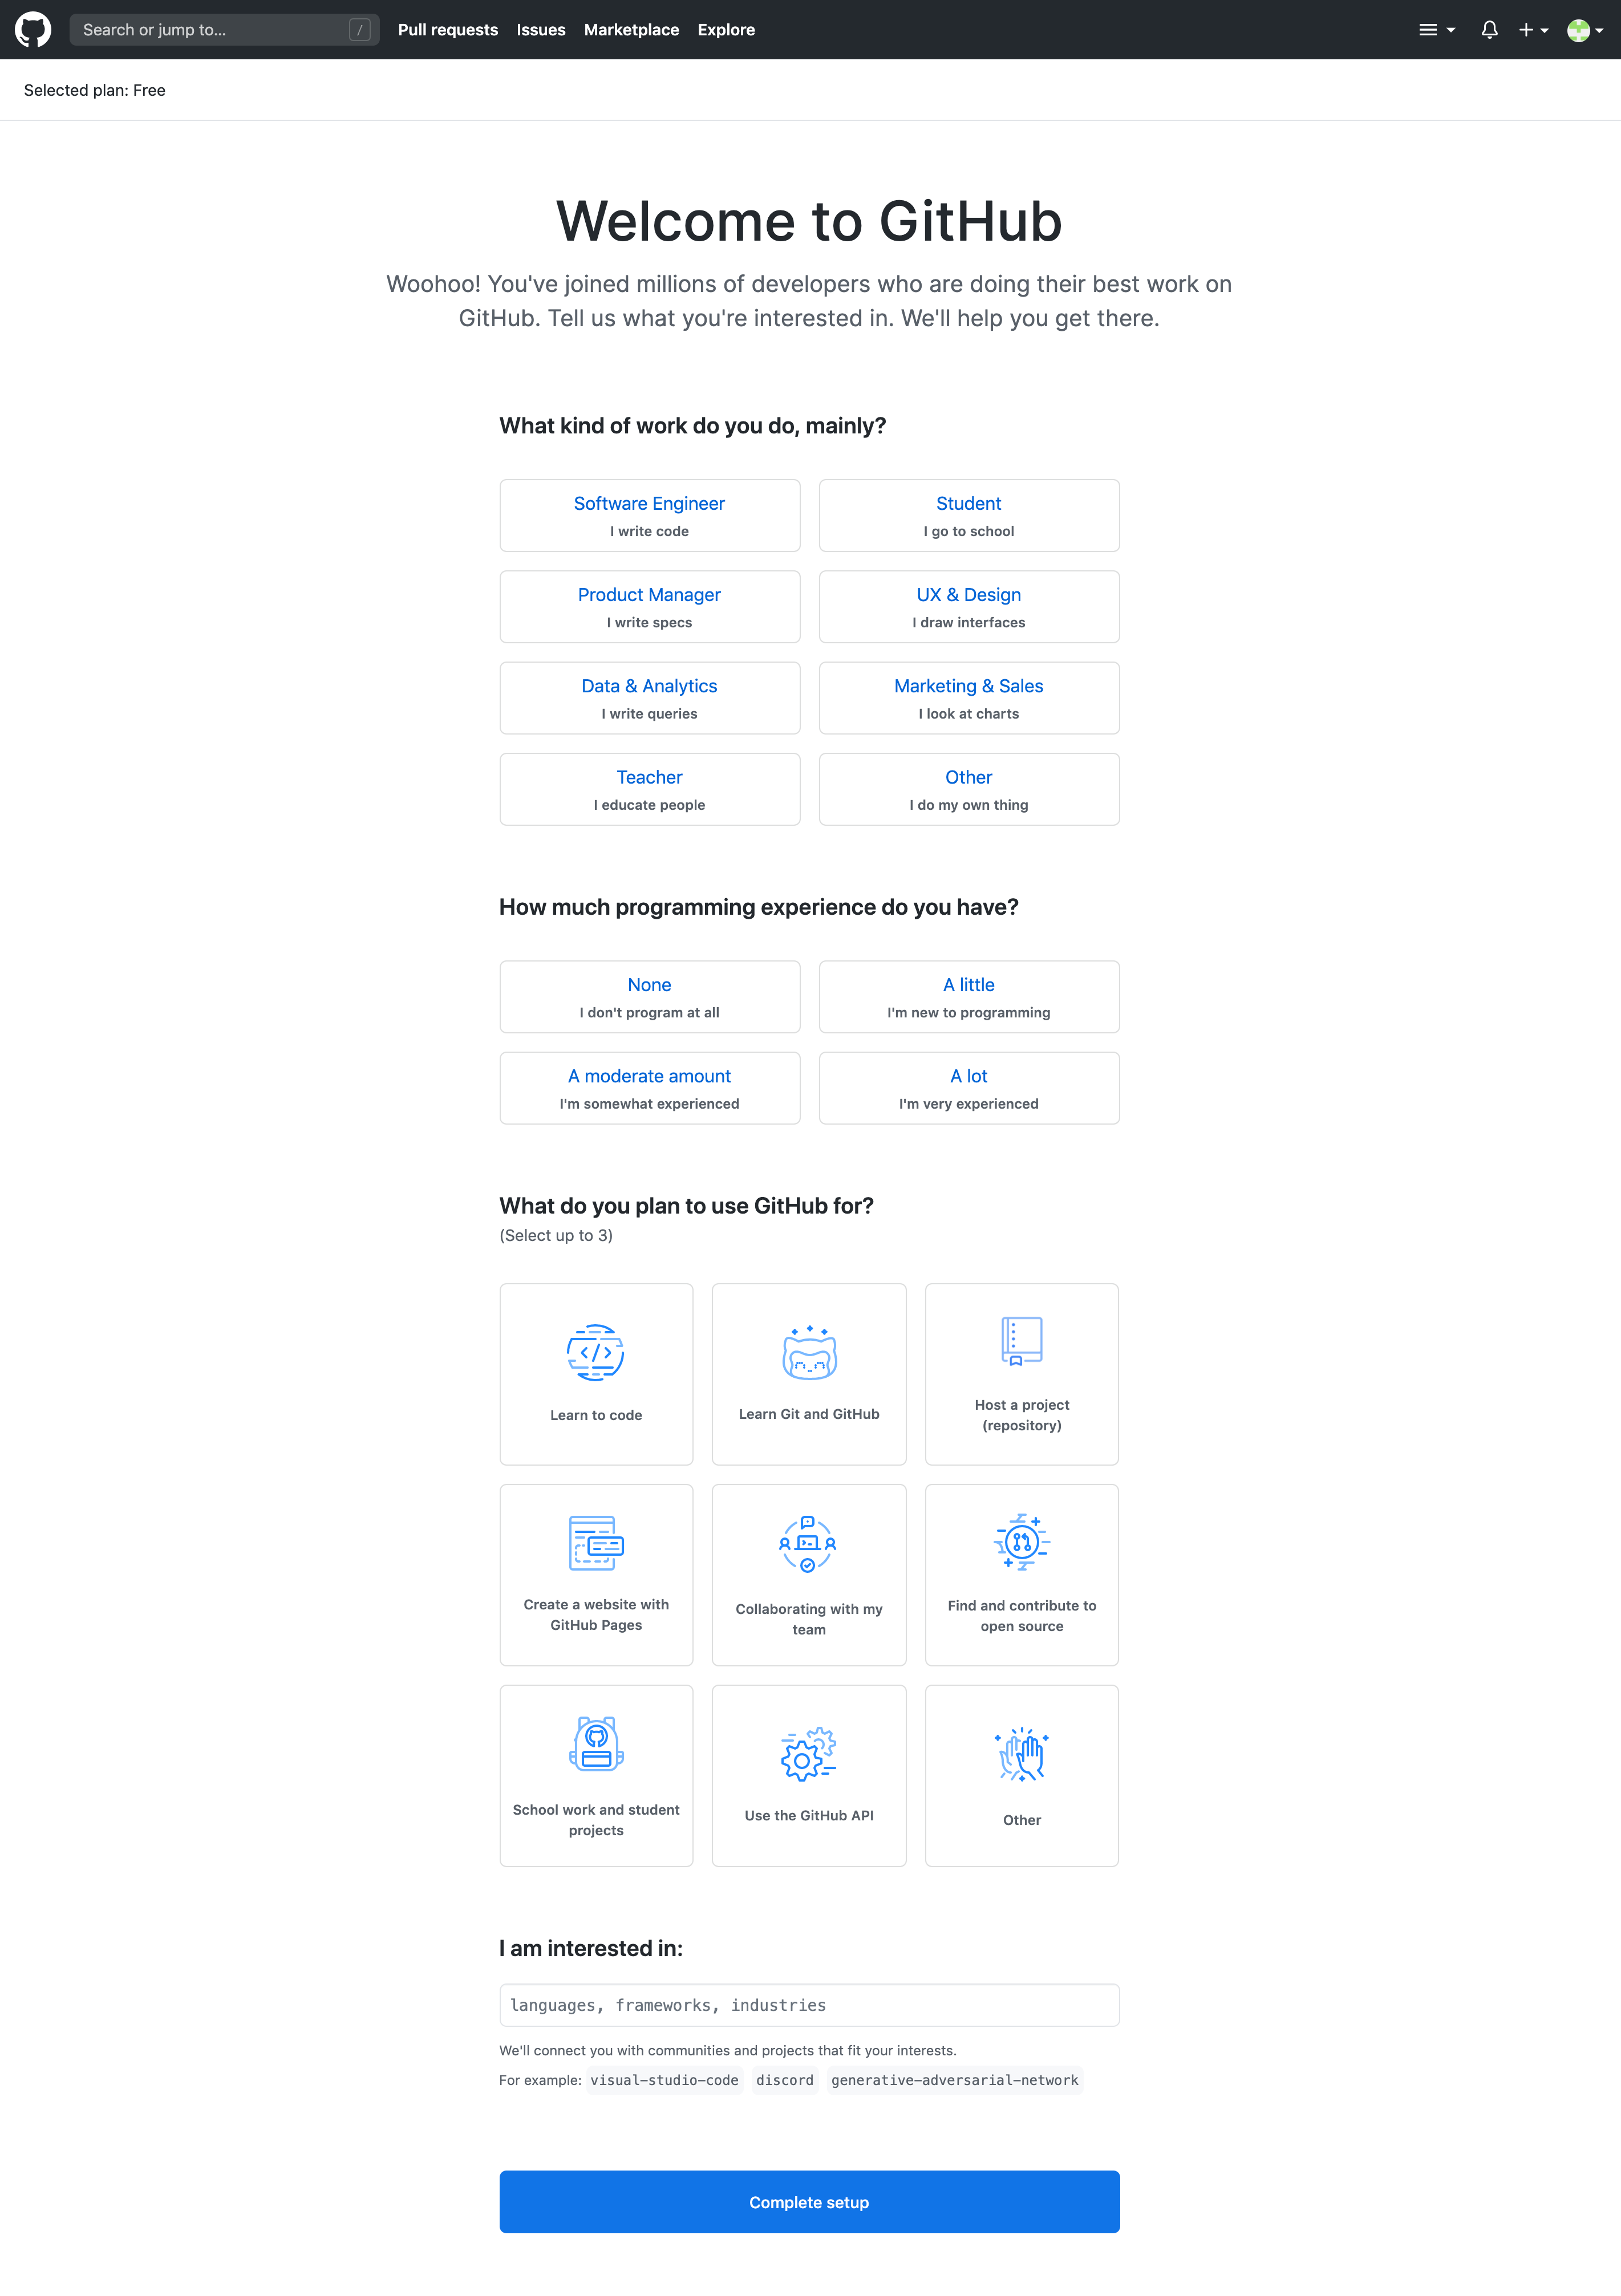 Search or jump to... /
Pull requests
Issues
Marketplace
Explore
Selected plan: Free
Welcome to GitHub
Woohoo! You've joined millions of developers who are doing their best work on
GitHub. Tell us what you're interested in. We'll help you get there.
What kind of work do you do, mainly?
Software Engineer
I write code
Student
I go to school
Product Manager
I write specs
UX & Design
I draw interfaces
Data & Analytics
I write queries
Marketing & Sales
I look at charts
Teacher
I educate people
Other
I do my own thing
How much programming experience do you have?
None
I don't program at all
A little
I'm new to programming
A moderate amount
I'm somewhat experienced
A lot
I'm very experienced
What do you plan to use GitHub for?
(Select up to 3)
Learn to code
Learn Git and GitHub
Host a project
(repository)
Create a website with
GitHub Pages
Collaborating with my
team
Find and contribute to
open source
School work and student
projects
Use the GitHub API
Other
I am interested in:
languages, frameworks, industries
We'll connect you with communities and projects that fit your interests.
For example: visual-studio-code discord generative-adversarial-network
Complete setup